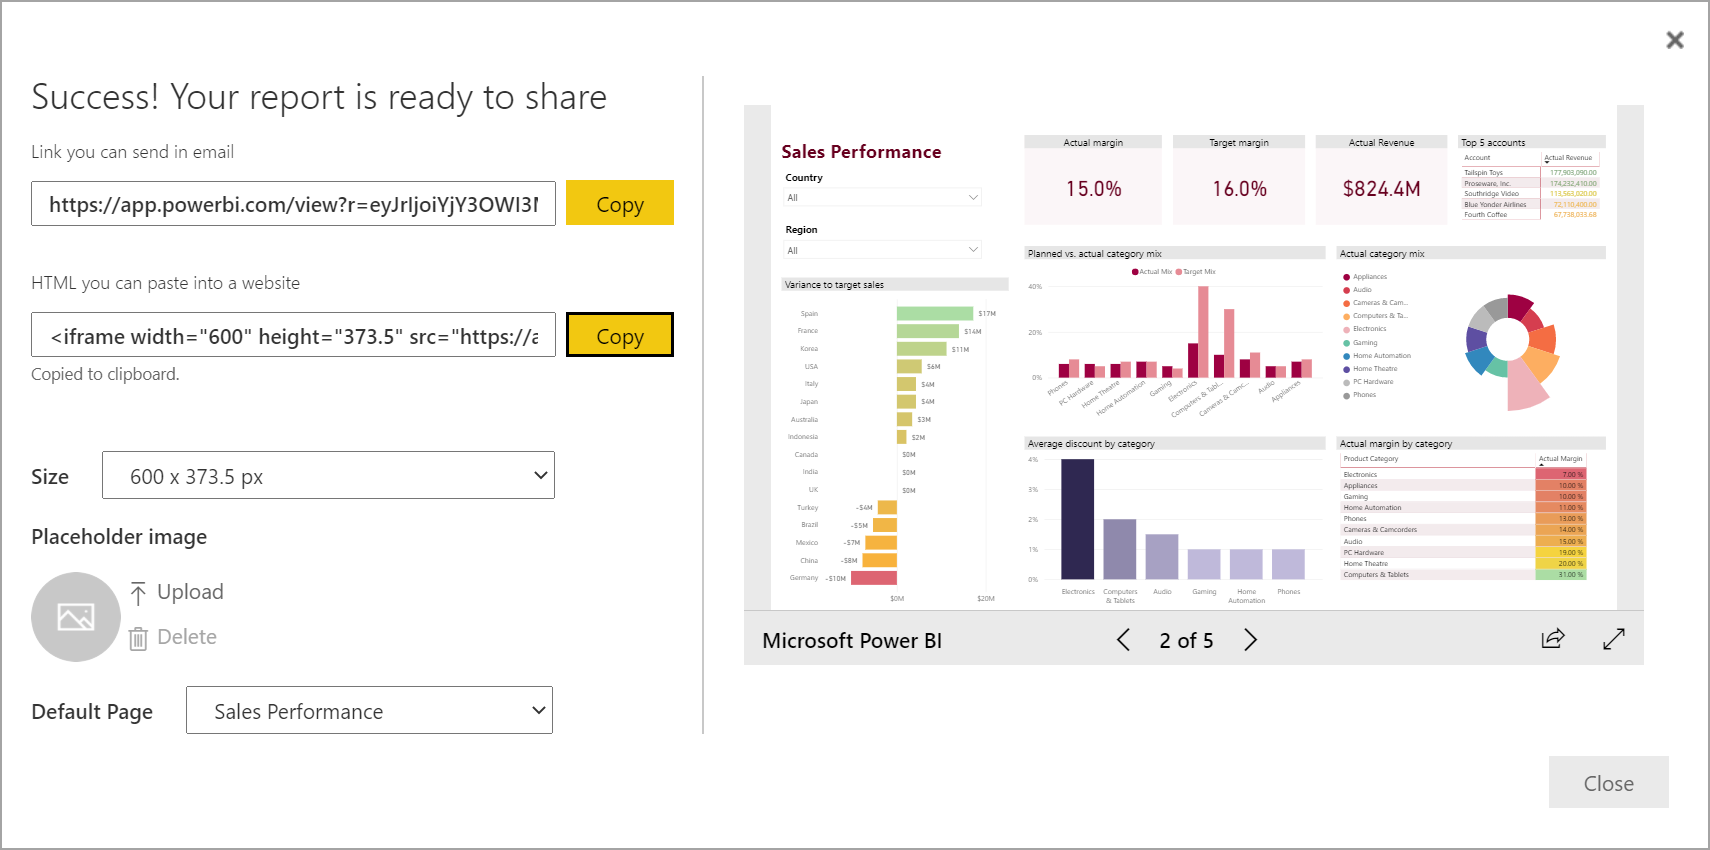 Success! Your report is ready to share
Link you can send in email
https://app.powerbi.com/view?r=eyJrIjoiYjY3OWI3N
Copy
HTML you can paste into a website
<iframe width="600" height="373.5" src="https://a
Copy
Copied to clipboard.
Size
600 x 373.5 px
Placeholder image
Upload
Delete
Default Page
Sales Performance
Sales Performance
Country
All
Region
All
Actual margin
15.0%
Target margin
16.0%
Actual Revenue
$824.4M
Top 5 accounts
Account Actual Revenue
Tailspin Toys 177,903,090.00
Proseware, Inc. 174,232,410.00
Southridge Video 113,563,020.00
Blue Yonder Airlines 72,110,400.00
Fourth Coffee 67,738,033.68
Variance to target sales
Spain $17M
France $14M
Korea $11M
USA $6M
Italy $4M
Japan $4M
Australia $3M
Indonesia $2M
Canada $0M
India $0M
UK $0M
Turkey -$4M
Brazil -$5M
Mexico -$7M
China -$8M
Germany -$10M
$0M $20M
Planned vs. actual category mix
Actual Mix Target Mix
40%
20%
0%
Phones
PC Hardware
Home Theatre
Home Automation
Gaming
Electronics
Computers & Tabl...
Cameras & Camc...
Audio
Appliances
Actual category mix
Appliances
Audio
Cameras & Cam...
Computers & Ta...
Electronics
Gaming
Home Automation
Home Theatre
PC Hardware
Phones
Average discount by category
4%
3%
2%
1%
0%
Electronics
Computers
& Tablets
Audio
Gaming
Home
Automation
Phones
Actual margin by category
Product Category Actual Margin
Electronics 7.00 %
Appliances 10.00 %
Gaming 10.00 %
Home Automation 11.00 %
Phones 13.00 %
Cameras & Camcorders 14.00 %
Audio 15.00 %
PC Hardware 19.00 %
Home Theatre 20.00 %
Computers & Tablets 31.00 %
Microsoft Power BI
2 of 5
Close